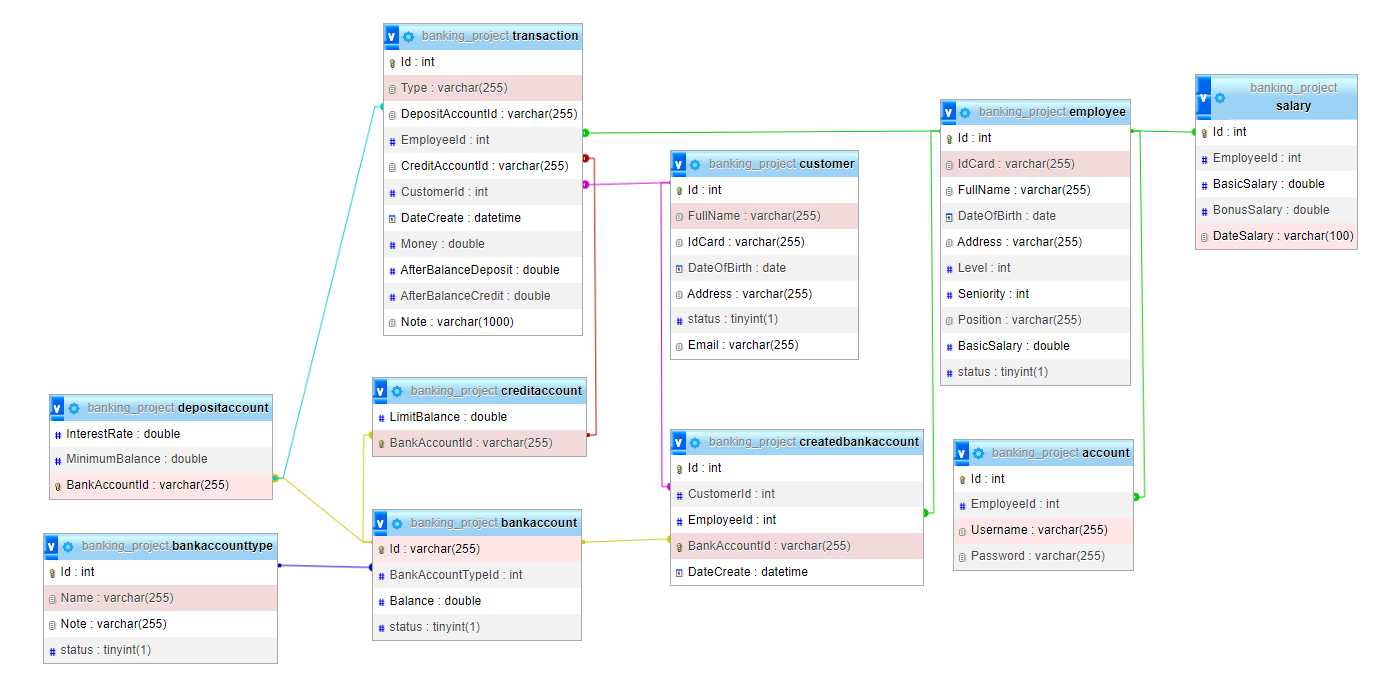 banking_project transaction
Id : int
Type : varchar(255)
DepositAccountId : varchar(255)
EmployeeId : int
CreditAccountId : varchar(255)
CustomerId : int
DateCreate : datetime
Money : double
AfterBalanceDeposit : double
AfterBalanceCredit : double
Note : varchar(1000)
banking_project customer
Id : int
FullName : varchar(255)
IdCard : varchar(255)
DateOfBirth : date
Address : varchar(255)
status : tinyint(1)
Email : varchar(255)
banking_project employee
Id : int
IdCard : varchar(255)
FullName : varchar(255)
DateOfBirth : date
Address : varchar(255)
Level : int
Seniority : int
Position : varchar(255)
BasicSalary : double
status : tinyint(1)
banking_project
salary
Id : int
EmployeeId : int
BasicSalary : double
BonusSalary : double
DateSalary : varchar(100)
banking_project depositaccount
InterestRate : double
MinimumBalance : double
BankAccountId : varchar(255)
banking_project creditaccount
LimitBalance : double
BankAccountId : varchar(255)
banking_project bankaccounttype
Id : int
Name : varchar(255)
Note : varchar(255)
status : tinyint(1)
banking_project bankaccount
Id : varchar(255)
BankAccountTypeId : int
Balance : double
status : tinyint(1)
banking_project createdbankaccount
Id : int
CustomerId : int
EmployeeId : int
BankAccountId : varchar(255)
DateCreate : datetime
banking_project account
Id : int
EmployeeId : int
Username : varchar(255)
Password : varchar(255)